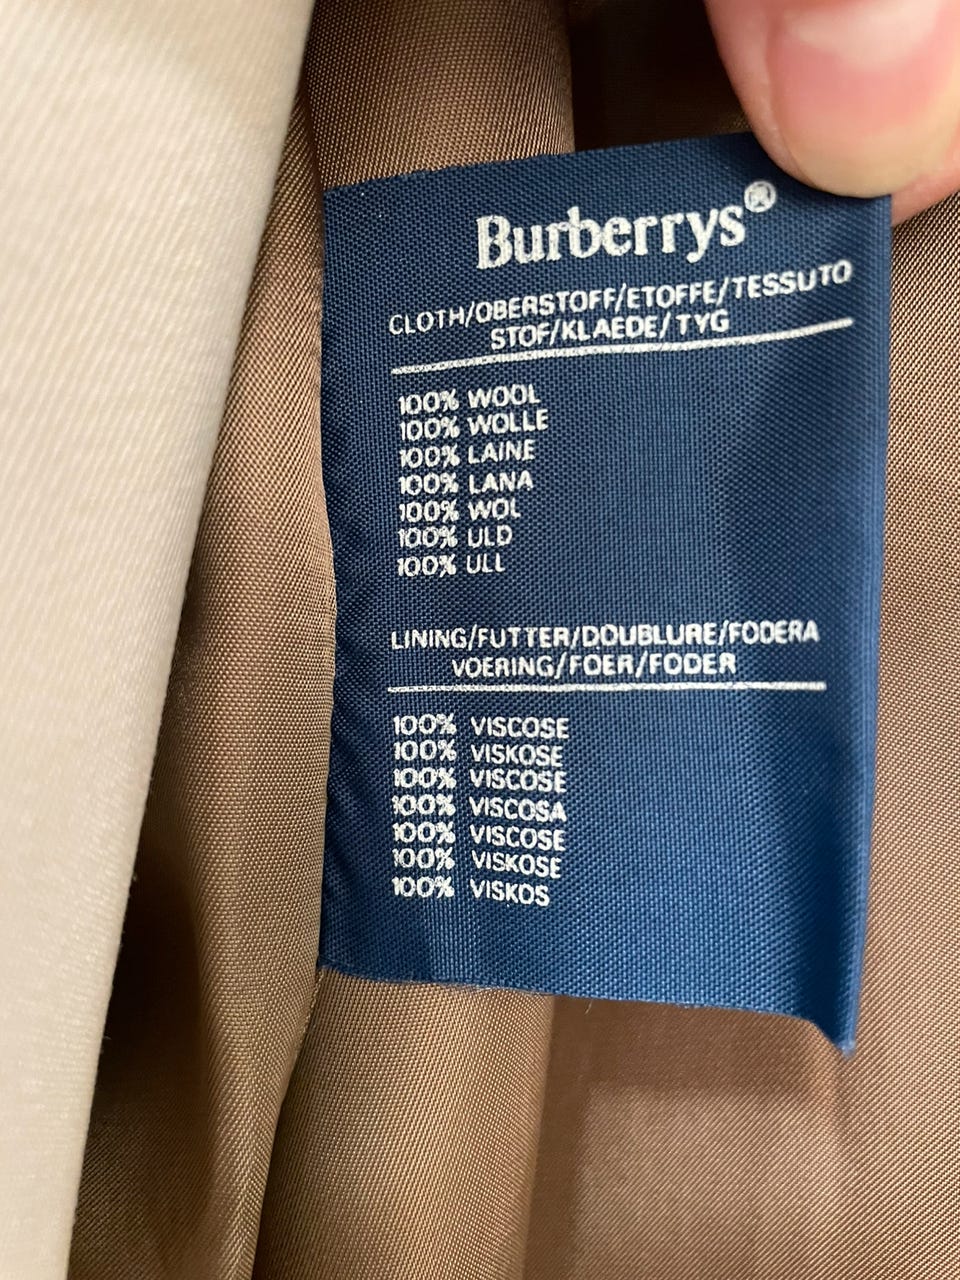 Burberrys®
CLOTH/OBERSTOFF/ETOFFE/TESSUTO
STOF/KLAEDE/TYG
100% WOOL
100% WOLLE
100% LAINE
100% LANA
100% WOL
100% ULD
100% ULL
LINING/FUTTER/DOUBLURE/FODERA
VOERING/FOER/FODER
100% VISCOSE
100% VISKOSE
100% VISCOSE
100% VISCOSA
100% VISCOSE
100% VISKOSE
100% VISKOS